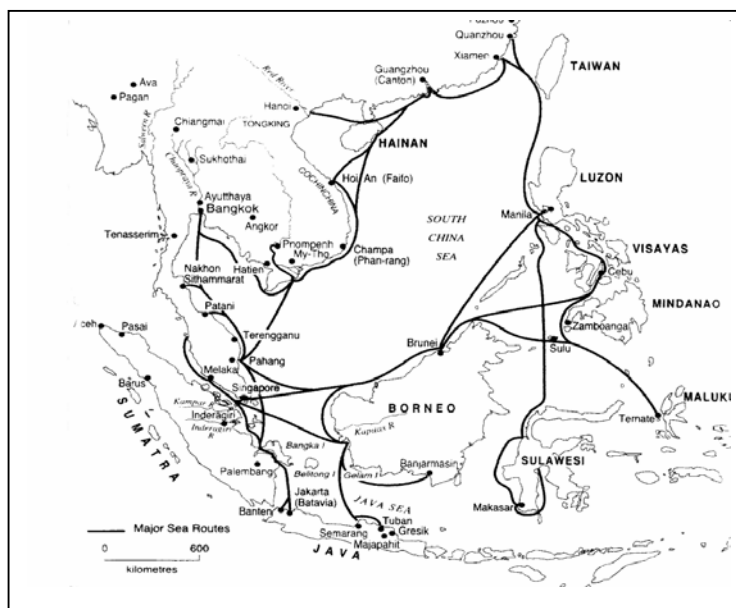 Quanzhou
Xiamen
TAIWAN
Guangzhou
(Canton)
Ava
Pagan
Salween R
Red River
Hanoi
TONGKING
Chiangmai
HAINAN
Sukhothai
Chaophraya R
Hoi An (Faifo)
LUZON
COCHINCHINA
Ayutthaya
Bangkok
Angkor
SOUTH
CHINA
SEA
Manila
Tenasserim
Pnompenh
My-Tho
Champa
(Phan-rang)
VISAYAS
Hatien
Cebu
Nakhon
Sithammarat
MINDANAO
Patani
Zamboanga
Aceh
Pasai
Terengganu
Brunei
Sulu
Pahang
Melaka
MALUKU
Barus
Singapore
Ternate
Kampar R
BORNEO
SUMATRA
Inderagiri
Inderagiri
R
Kapuas R
Bangka I
SULAWESI
Palembang
Belitong I
Gelam I
Banjarmasin
Jakarta
(Batavia)
JAVA SEA
Makasar
Banten
Tuban
Major Sea Routes
Semarang
Gresik
Majapahit
0
600
JAVA
kilometres